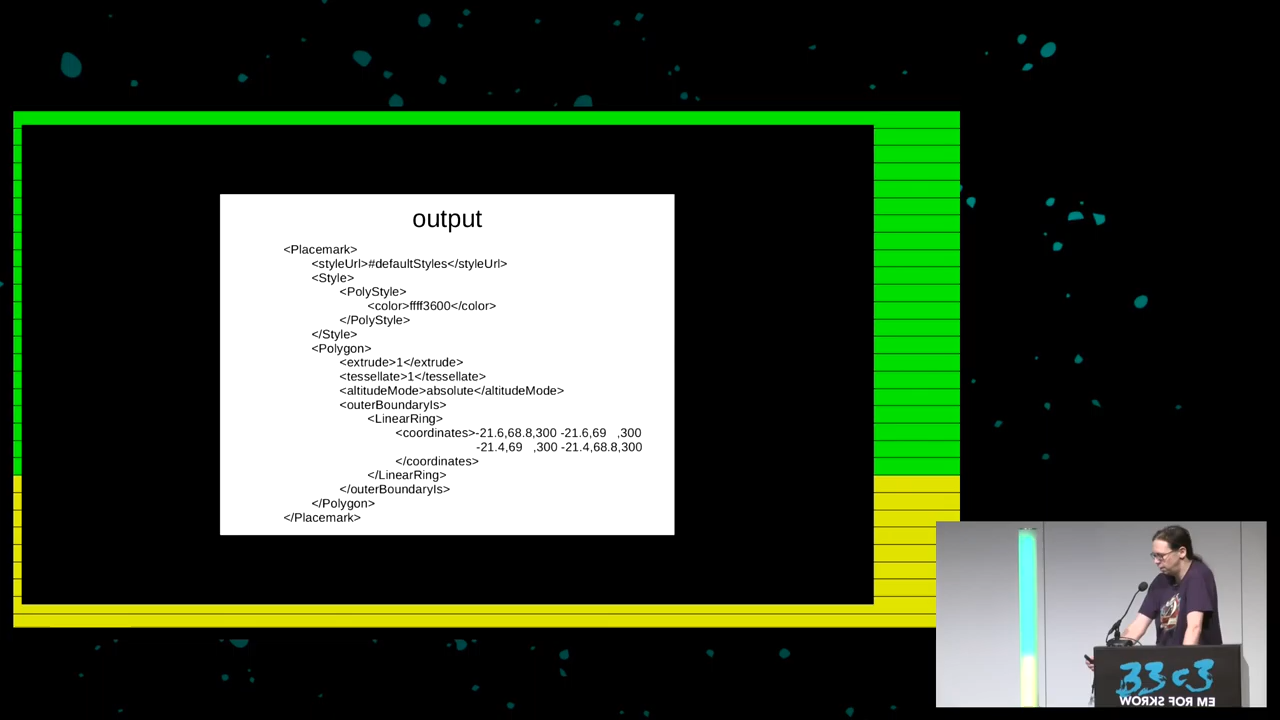 output
<Placemark>
<styleUrl>#defaultStyles</styleUrl>
<Style>
<PolyStyle>
<color>ffff3600</color>
</PolyStyle>
</Style>
<Polygon>
<extrude>1</extrude>
<tessellate>1</tessellate>
<altitudeMode>absolute</altitudeMode>
<outerBoundaryIs>
<LinearRing>
<coordinates>-21.6,68.8,300 -21.6,69   ,300
-21.4,69   ,300 -21.4,68.8,300
</coordinates>
</LinearRing>
</outerBoundaryIs>
</Polygon>
</Placemark>
33c3
WORKS FOR ME